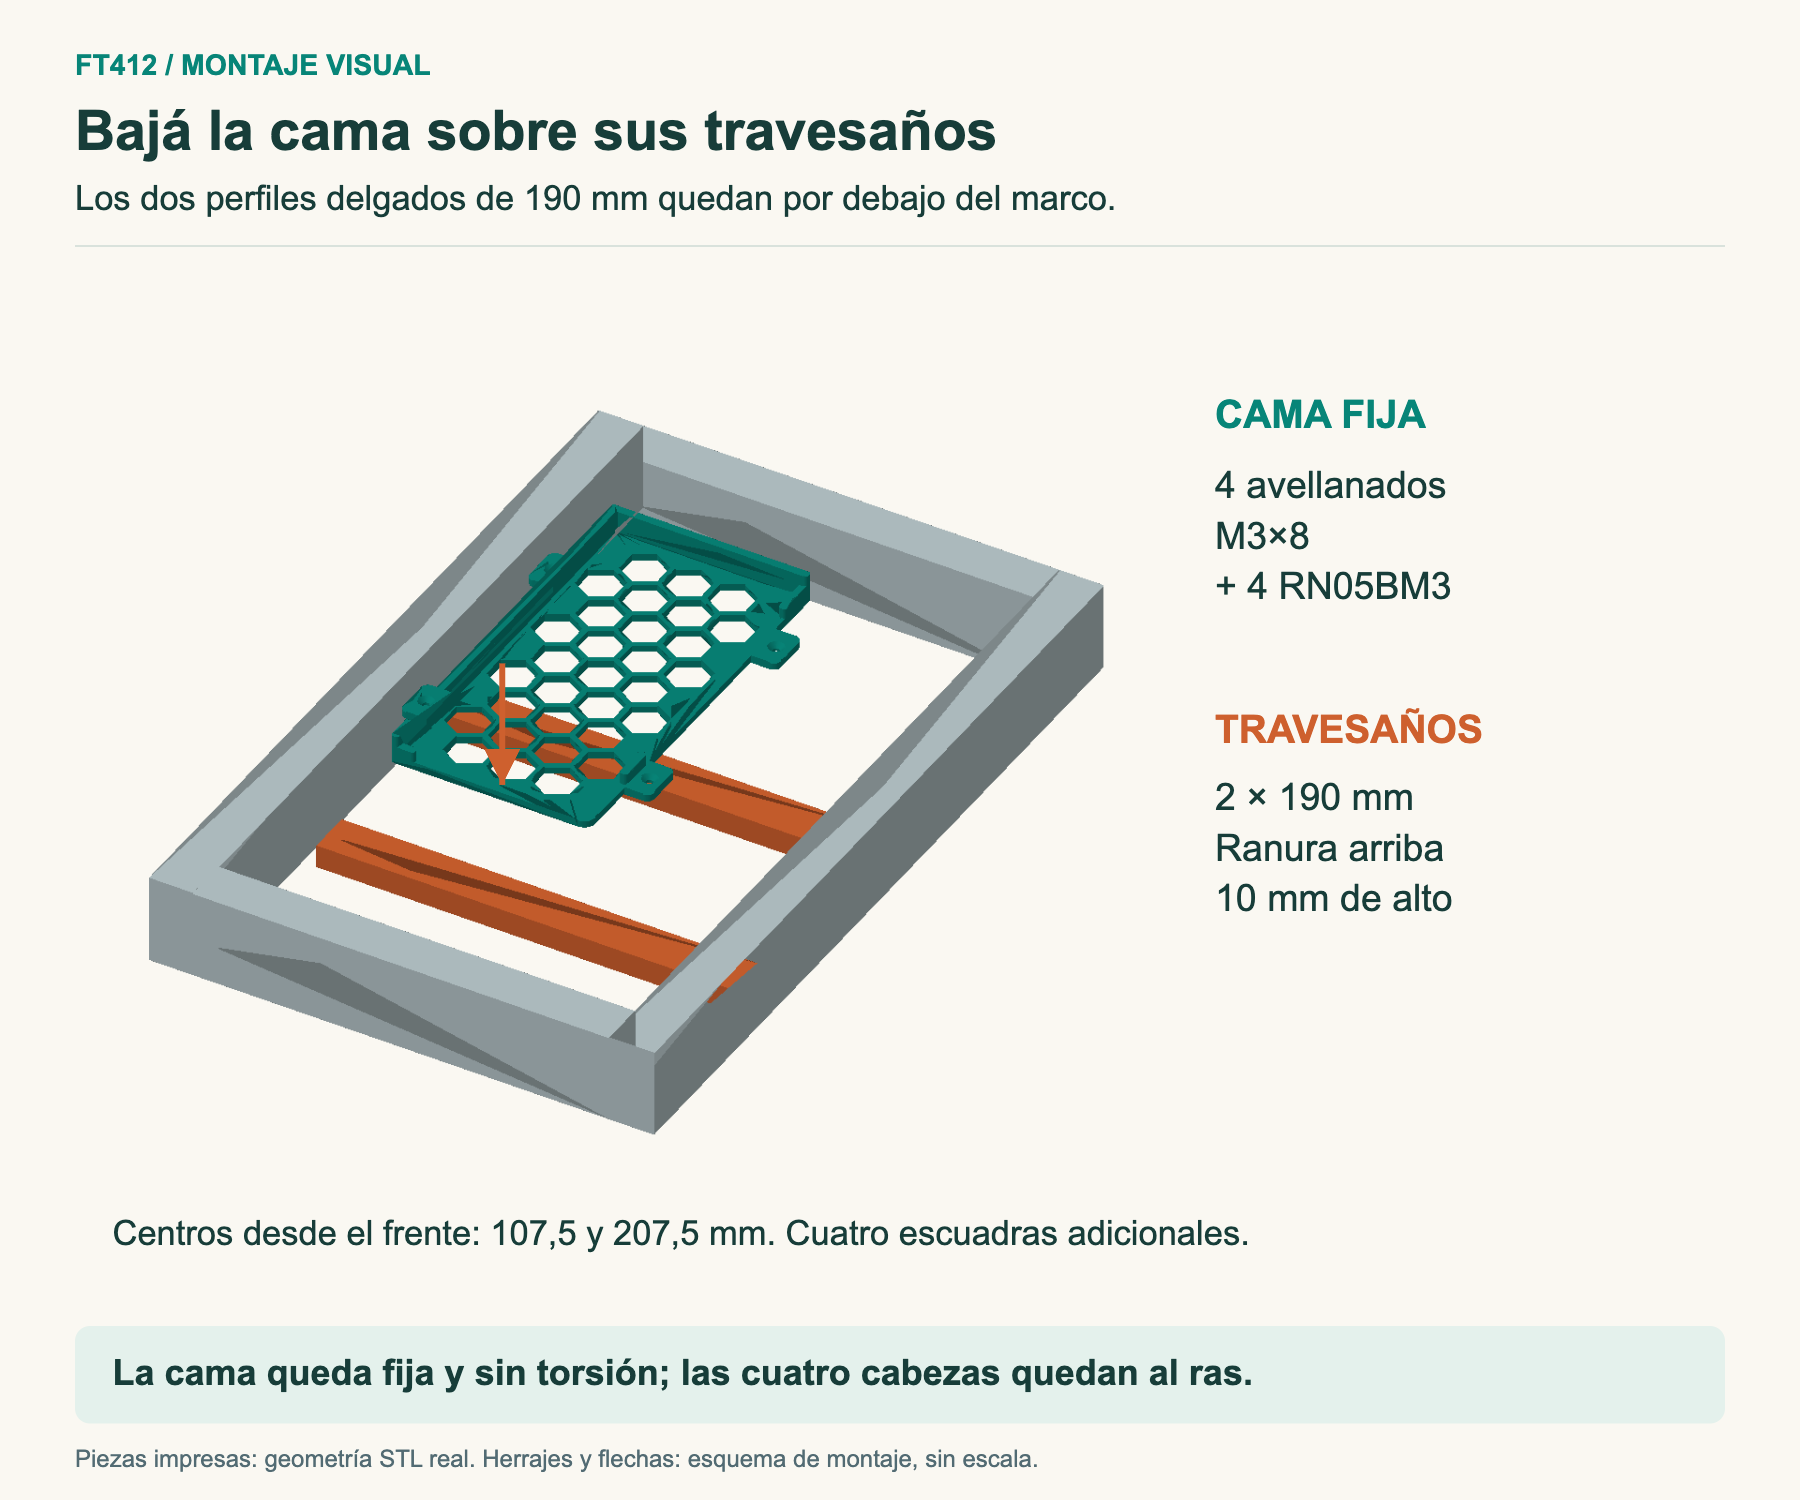 FT412 / MONTAJE VISUAL
Bajá la cama sobre sus travesaños
Los dos perfiles delgados de 190 mm quedan por debajo del marco.
CAMA FIJA
4 avellanados
M3×8
+ 4 RN05BM3
TRAVESAÑOS
2 × 190 mm
Ranura arriba
10 mm de alto
Centros desde el frente: 107,5 y 207,5 mm. Cuatro escuadras adicionales.
La cama queda fija y sin torsión; las cuatro cabezas quedan al ras.
Piezas impresas: geometría STL real. Herrajes y flechas: esquema de montaje, sin escala.